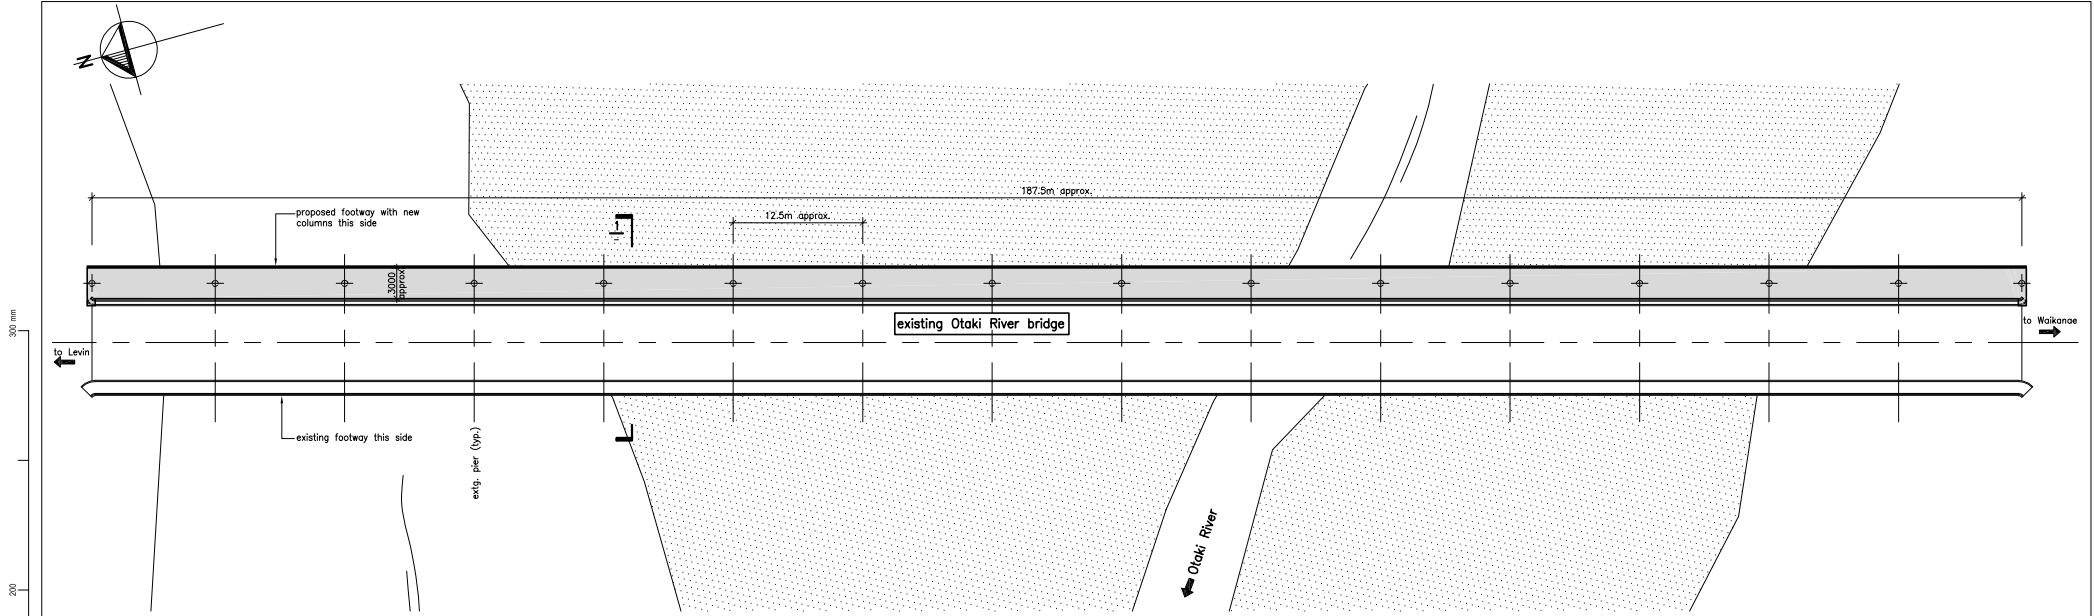 N
187.5m approx.
proposed footway with new
columns this side
12.5m approx.
1
3000
approx.
existing Otaki River bridge
300 mm
to Levin
to Waikanae
existing footway this side
extg. pier (typ.)
Otaki River
200